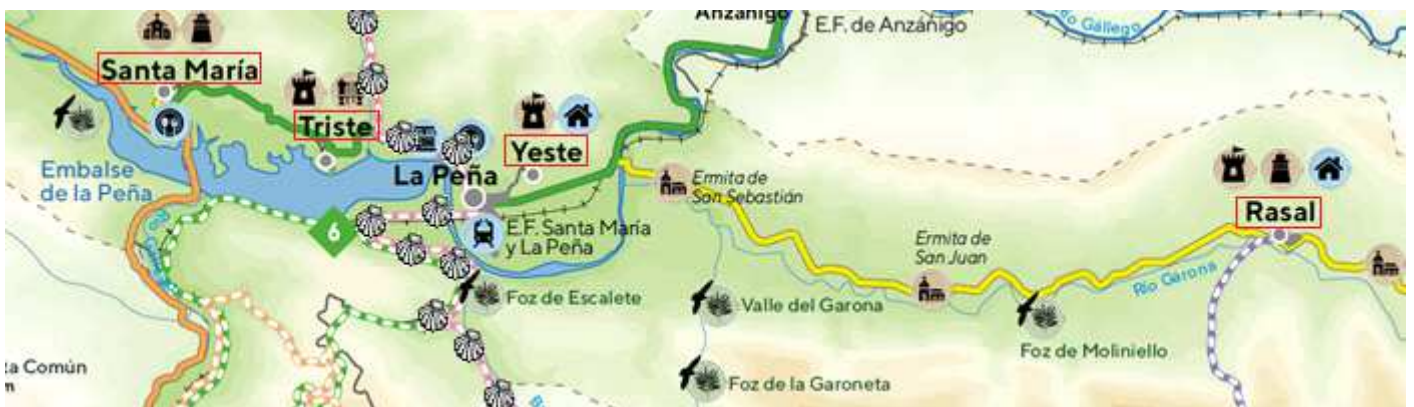 Anzánigo
E.F. de Anzánigo
Gállego
Santa María
Triste
Yeste
Embalse
de la Peña
La Peña
Ermita de
San Sebastián
Rasal
6
E.F. Santa María
y La Peña
Ermita de
San Juan
Río Garona
Foz de Escalete
Valle del Garona
Foz de Moliniello
Común
Foz de la Garoneta